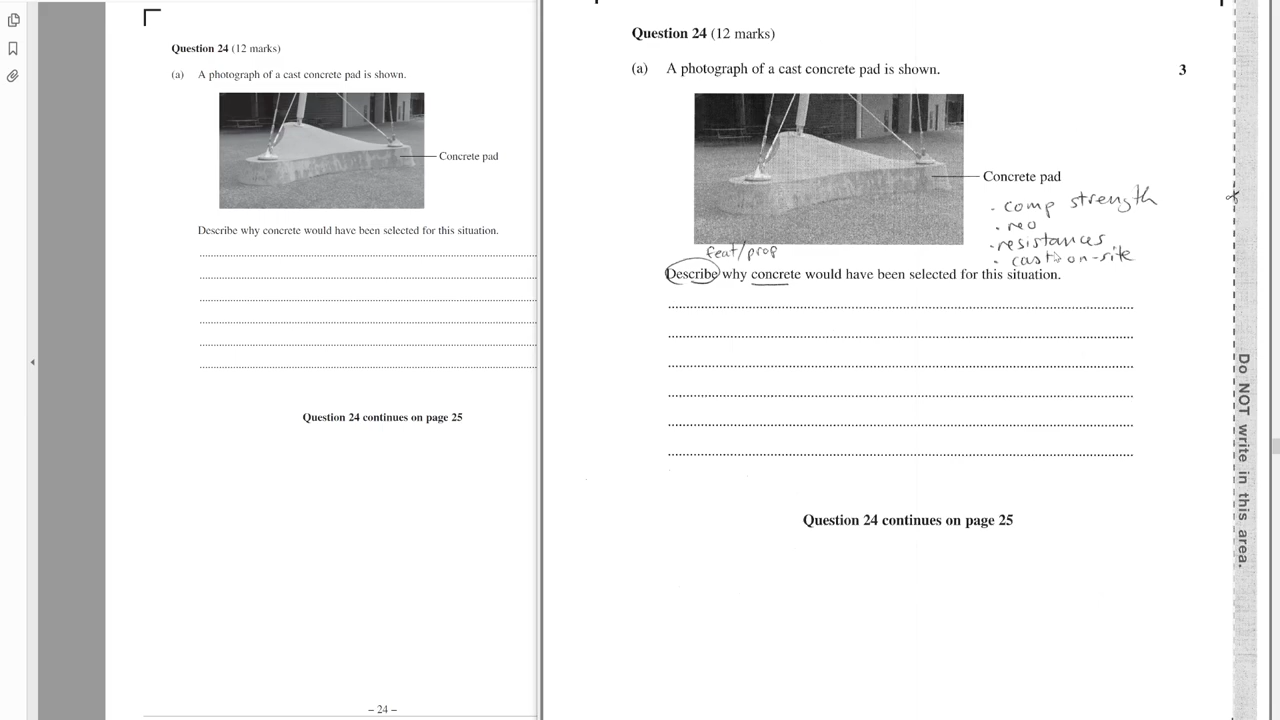 Question 24 (12 marks)
(a) A photograph of a cast concrete pad is shown.
Concrete pad
Describe why concrete would have been selected for this situation.
Question 24 continues on page 25
– 24 –
Question 24 (12 marks)
(a) A photograph of a cast concrete pad is shown.
3
Concrete pad
· comp strength
· reo
· resistances
· cast on-site
feat/prop
Describe why concrete would have been selected for this situation.
Question 24 continues on page 25
Do NOT write in this area.